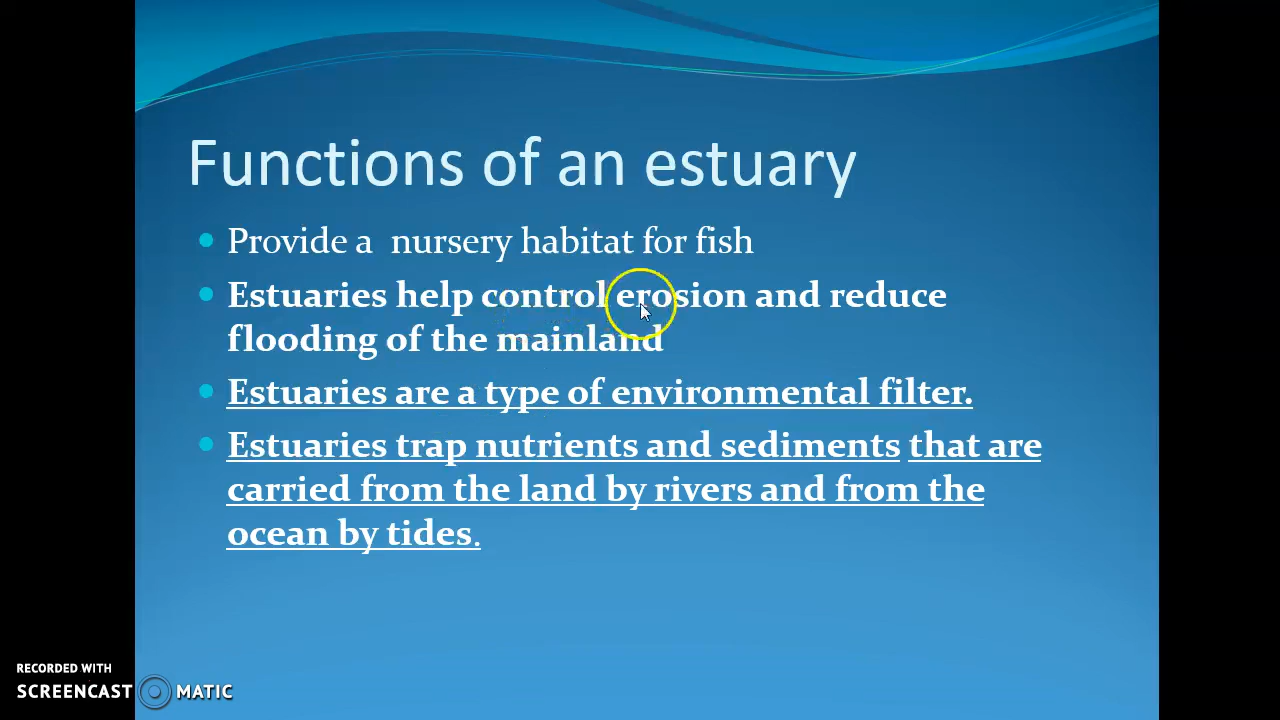 Functions of an estuary
Provide a nursery habitat for fish
Estuaries help control erosion and reduce
flooding of the mainland
Estuaries are a type of environmental filter.
Estuaries trap nutrients and sediments that are
carried from the land by rivers and from the
ocean by tides.
RECORDED WITH
SCREENCAST MATIC